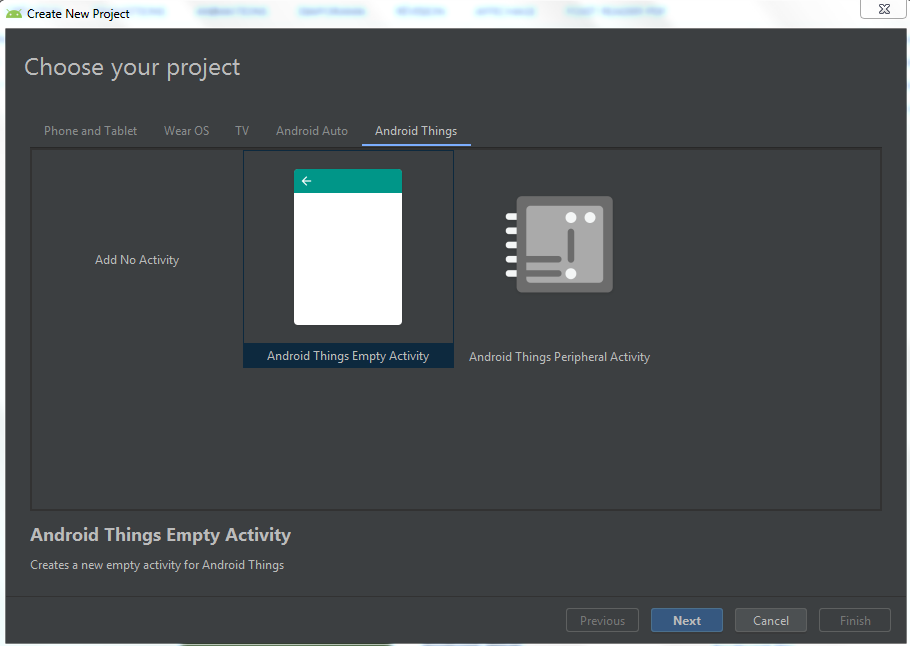 Create New Project
Choose your project
Phone and Tablet Wear OS TV Android Auto Android Things
Add No Activity
Android Things Empty Activity
Android Things Peripheral Activity
Android Things Empty Activity
Creates a new empty activity for Android Things
Previous Next Cancel Finish